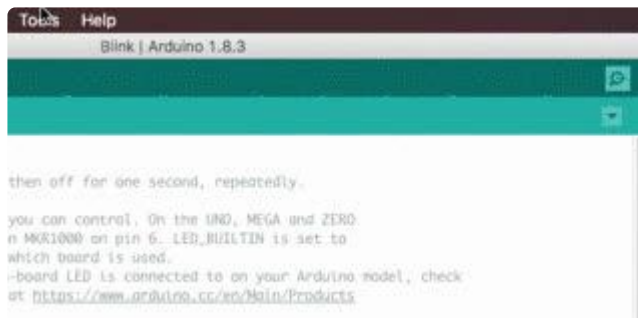 Tools Help
Blink | Arduino 1.8.3
then off for one second, repeatedly.
you can control. On the UNO, MEGA and ZERO
n MKR1000 on pin 6. LED_BUILTIN is set to
which board is used.
-board LED is connected to on your Arduino model, check
at https://www.arduino.cc/en/Main/Products